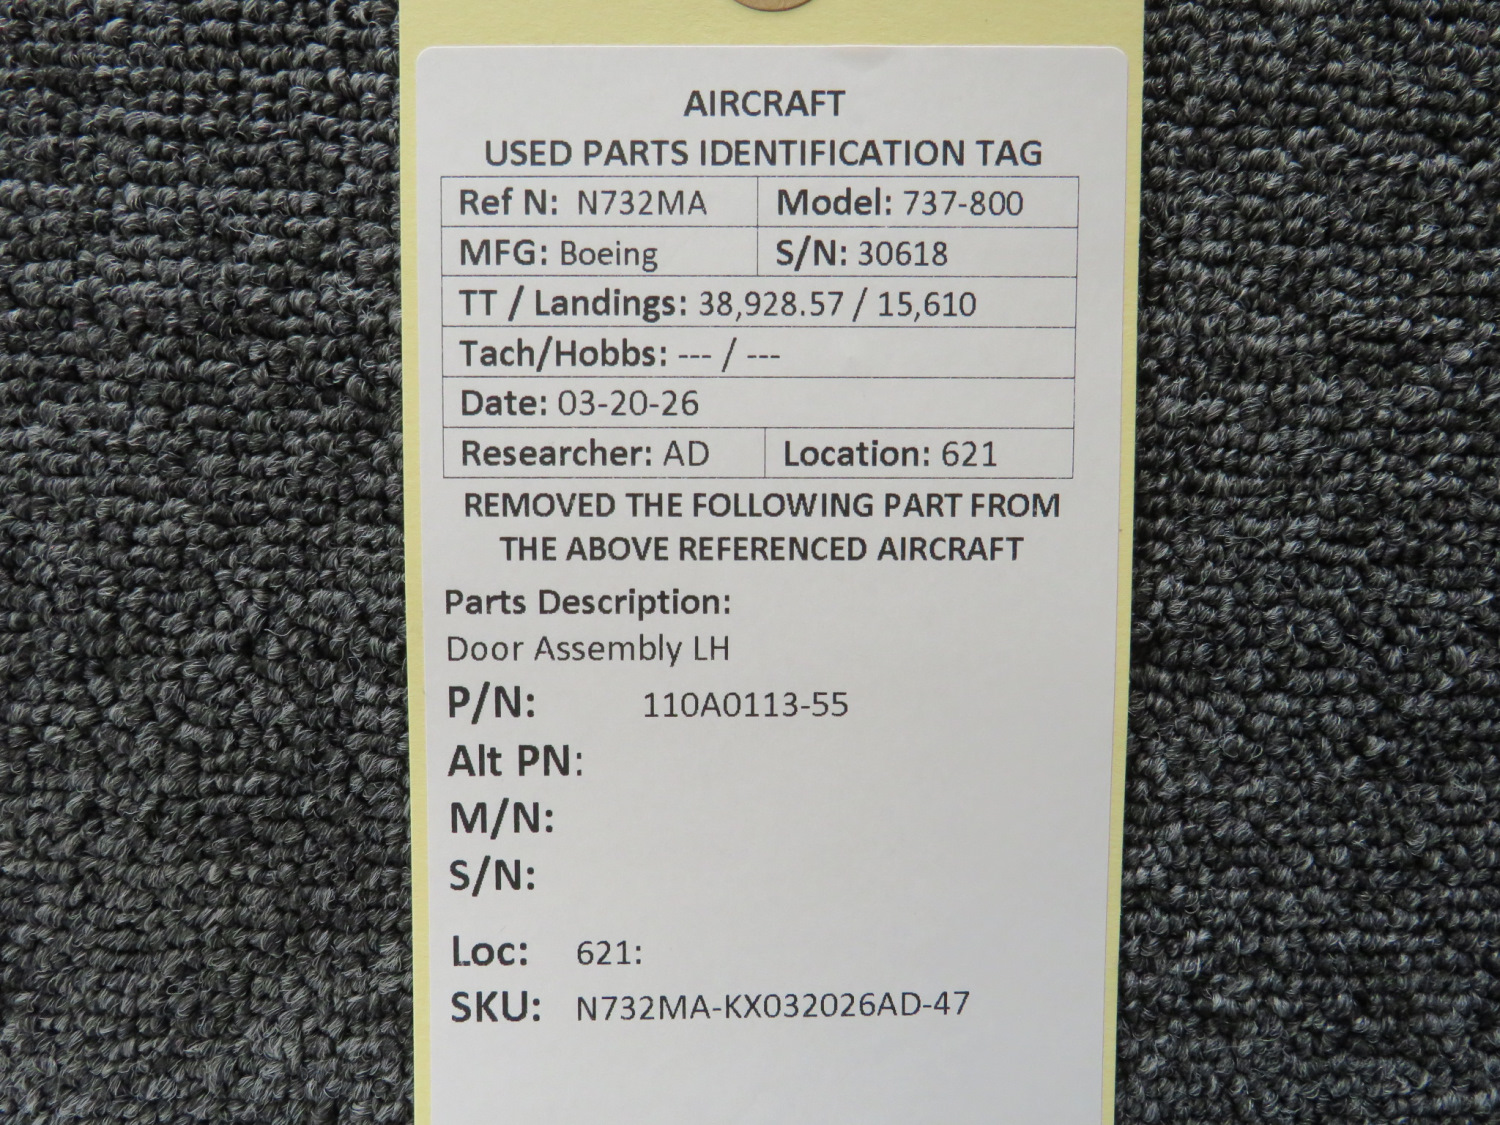 AIRCRAFT
USED PARTS IDENTIFICATION TAG
Ref N: N732MA Model: 737-800
MFG: Boeing S/N: 30618
TT / Landings: 38,928.57 / 15,610
Tach/Hobbs: --- / ---
Date: 03-20-26
Researcher: AD Location: 621
REMOVED THE FOLLOWING PART FROM
THE ABOVE REFERENCED AIRCRAFT
Parts Description:
Door Assembly LH
P/N: 110A0113-55
Alt PN:
M/N:
S/N:
Loc: 621:
SKU: N732MA-KX032026AD-47